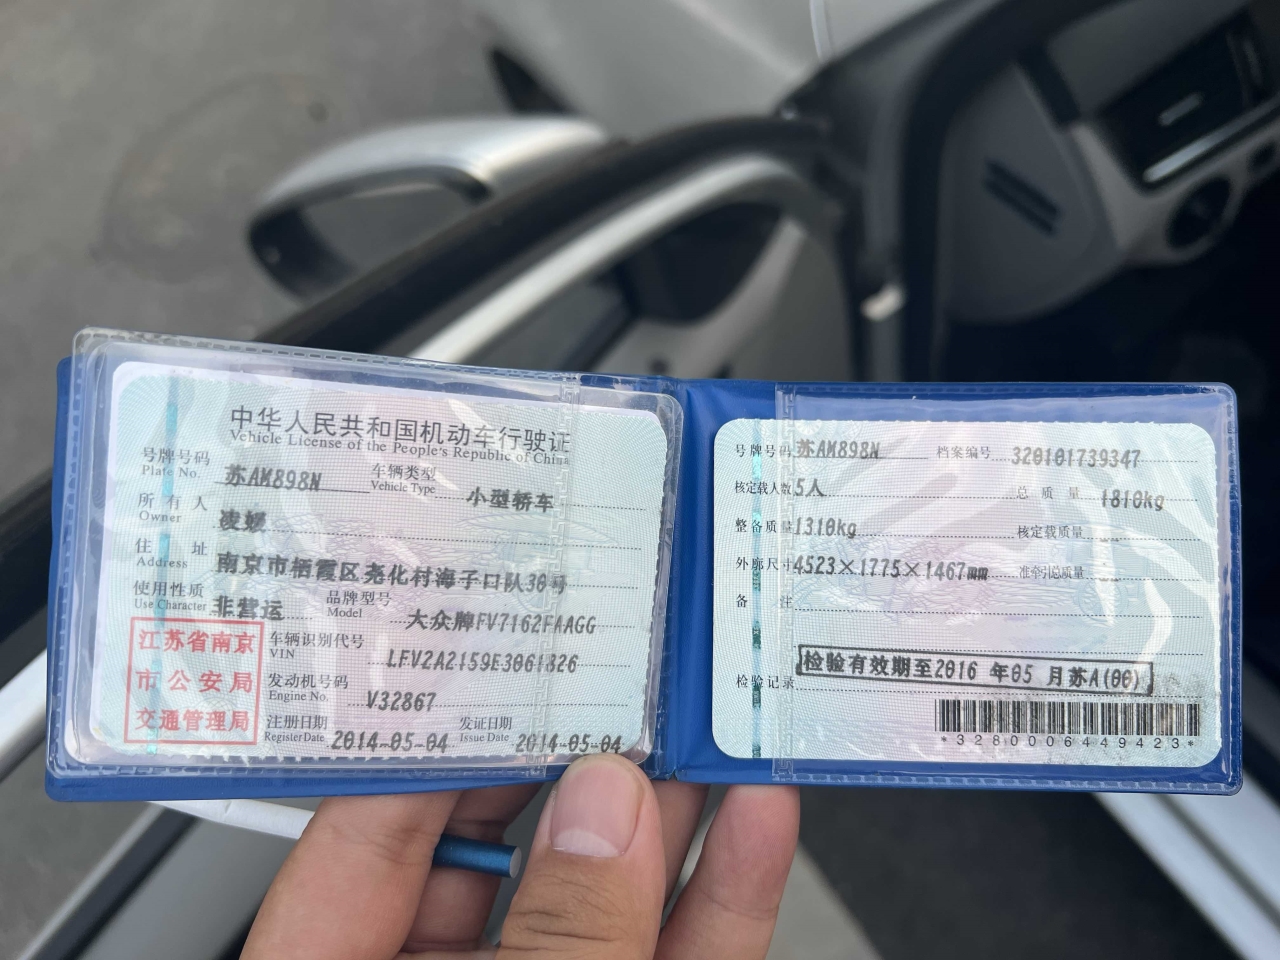 中华人民共和国机动车行驶证
Vehicle License of the People's Republic of China
号牌号码 苏AM898N 车辆类型 小型轿车
Plate No. Vehicle Type
所有人 凌媛
Owner
住址 南京市栖霞区尧化村海子口队36号
Address
使用性质 非营运 品牌型号 大众牌FV7162FAAGG
Use Character Model
江苏省南京
市公安局
交通管理局
车辆识别代号 LFV2A2159E3061826
VIN
发动机号码 V32867
Engine No.
注册日期 2014-05-04 发证日期 2014-05-04
Register Date Issue Date
号牌号码 苏AM898N 档案编号 320101739347
核定载人数 5人 总质量 1810kg
整备质量 1310kg 核定载质量
外廓尺寸 4523×1775×1467mm 准牵引总质量
备注
检验有效期至2016年05月苏A(00)
检验记录
*3280006449423*